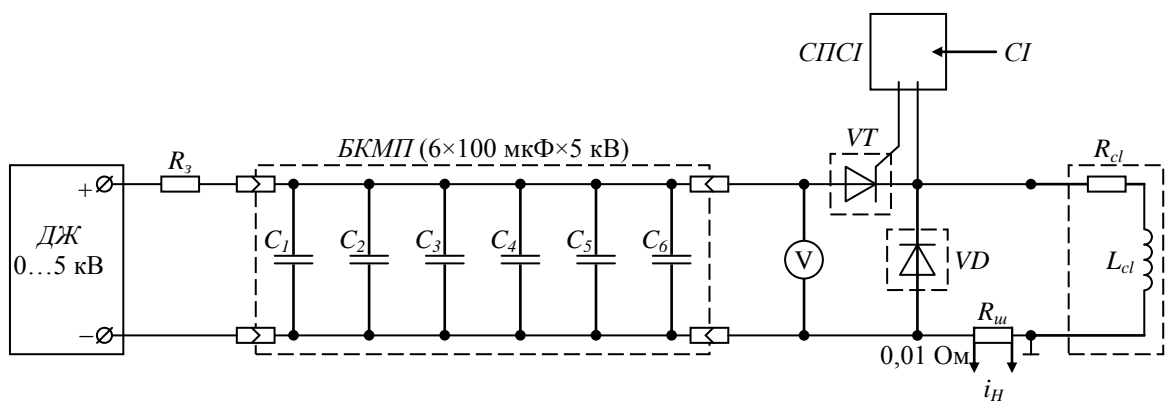 СПСІ
СІ
БКМП (6×100 мкФ×5 кВ)
VT
R_з
R_cl
+
ДЖ
0…5 кВ
C_1
C_2
C_3
C_4
C_5
C_6
V
VD
L_cl
R_ш
−
0,01 Ом
i_H